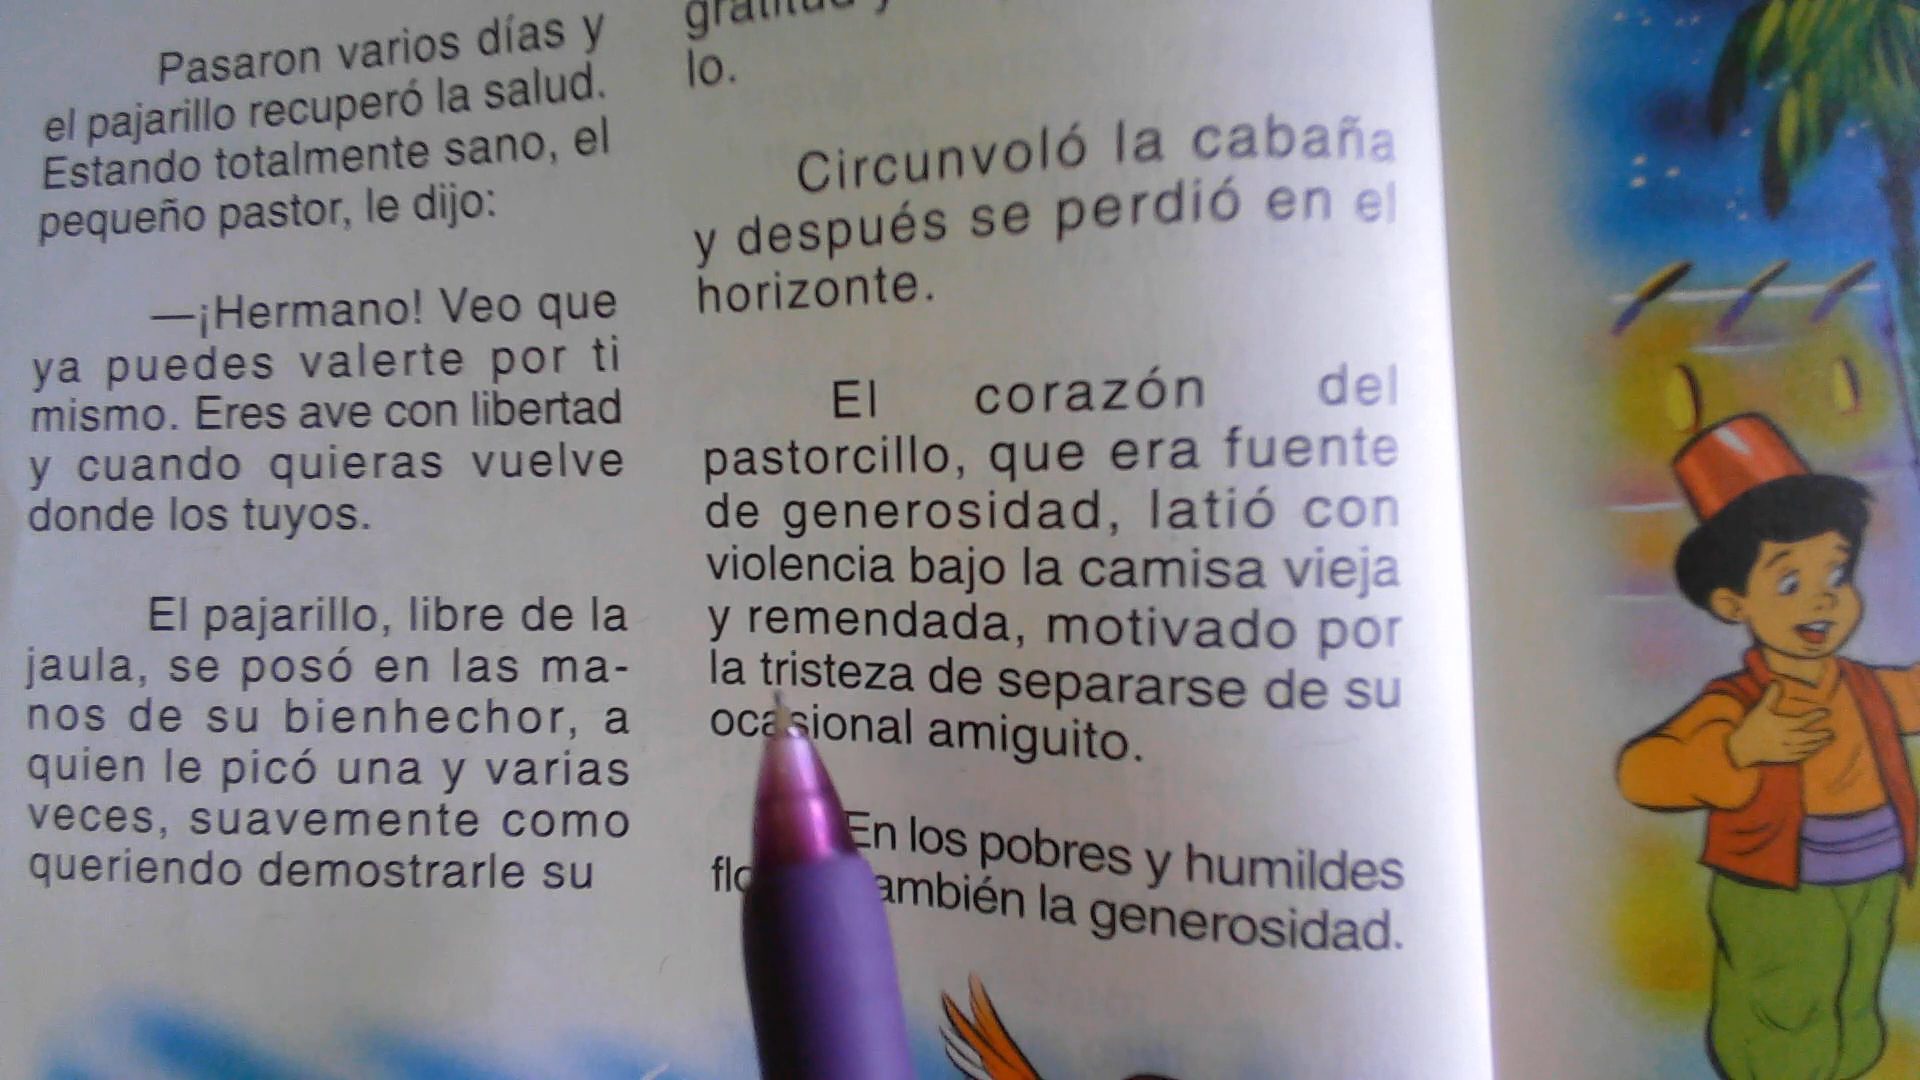 Pasaron varios días y
el pajarillo recuperó la salud.
Estando totalmente sano, el
pequeño pastor, le dijo:
—¡Hermano! Veo que
ya puedes valerte por ti
mismo. Eres ave con libertad
y cuando quieras vuelve
donde los tuyos.
El pajarillo, libre de la
jaula, se posó en las ma-
nos de su bienhechor, a
quien le picó una y varias
veces, suavemente como
queriendo demostrarle su
lo.
Circunvoló la cabaña
y después se perdió en el
horizonte.
El corazón del
pastorcillo, que era fuente
de generosidad, latió con
violencia bajo la camisa vieja
y remendada, motivado por
la tristeza de separarse de su
ocasional amiguito.
En los pobres y humildes
la generosidad.